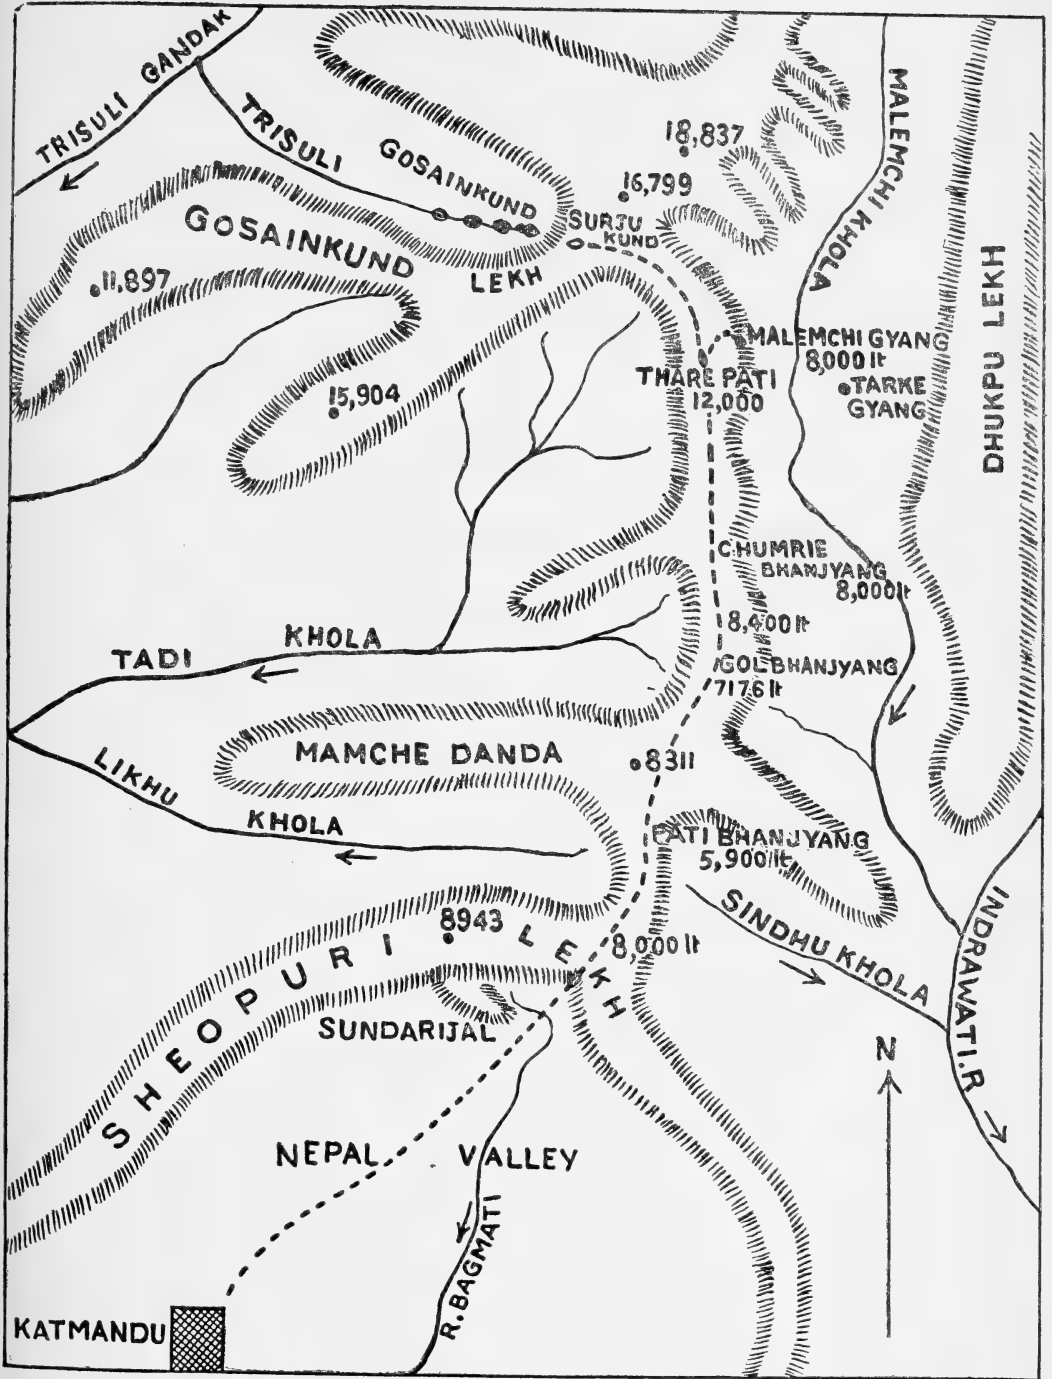 TRISULI GANDAK
TRISULI
GOSAINKUND
18,837
16,799
SURJU
KUND
MALEMCHI KHOLA
GOSAINKUND
LEKH
11,897
DHUKPU LEKH
MALEMCHI GYANG
8,000 ft
THARE PATI
12,000
TARKE
GYANG
15,904
CHUMRIE
BHANJYANG
8,000 ft
8,400 ft
TADI KHOLA
GOLBHANJYANG
7176 ft
MAMCHE DANDA
8311
LIKHU KHOLA
PATI BHANJYANG
5,900 ft
SINDHU KHOLA
INDRAWATI.R
8943
8,000 ft
SHEOPURI LEKH
SUNDARIJAL
N
NEPAL VALLEY
R.BAGMATI
KATMANDU